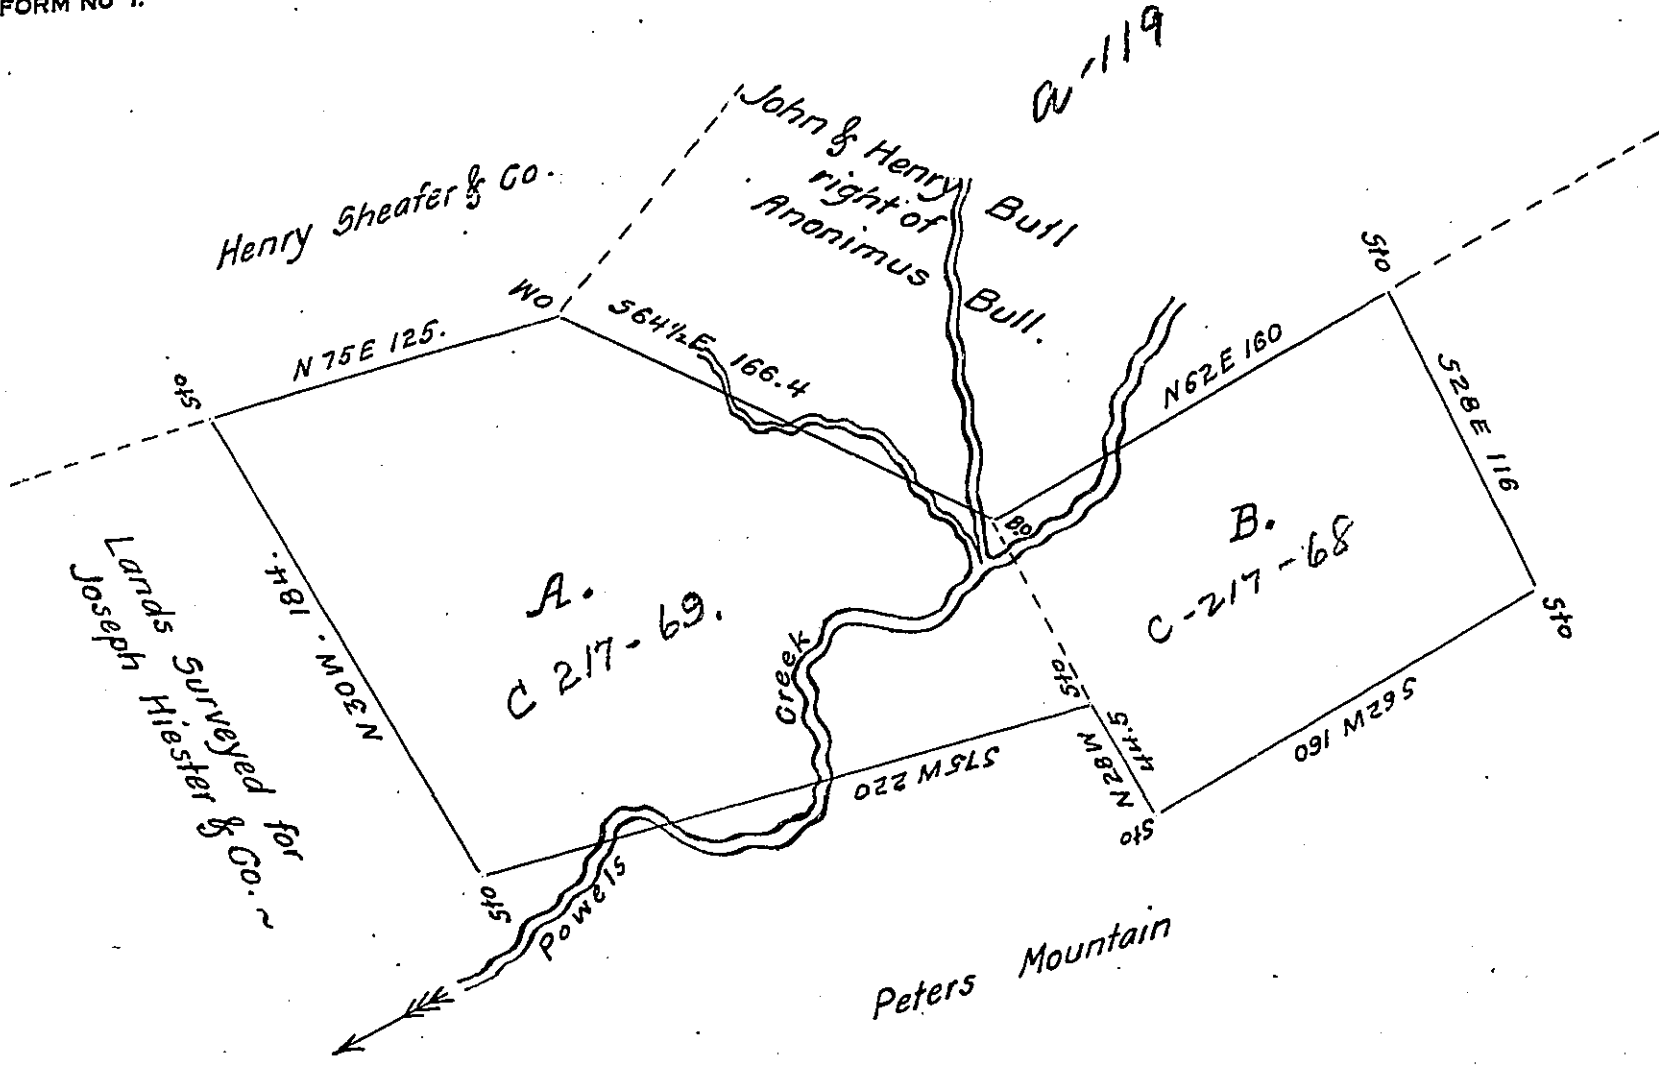 FORM NO 1.
a-119
John & Henry Bull
right of
Anonimus Bull.
Henry Sheafer & Co.
Wo
Sto
N 75 E 125.
S64½E 166.4
N62E 160
Sto
S28E 116
Sto
Bo
B.
C-217-68
A.
C 217-69.
N30W. 184.
Lands Surveyed for
Joseph Hiester & Co. ~
Creek
Sto
S75W 220
N28W 44.5
S62W 160
Sto
Sto
Powels
Peters Mountain